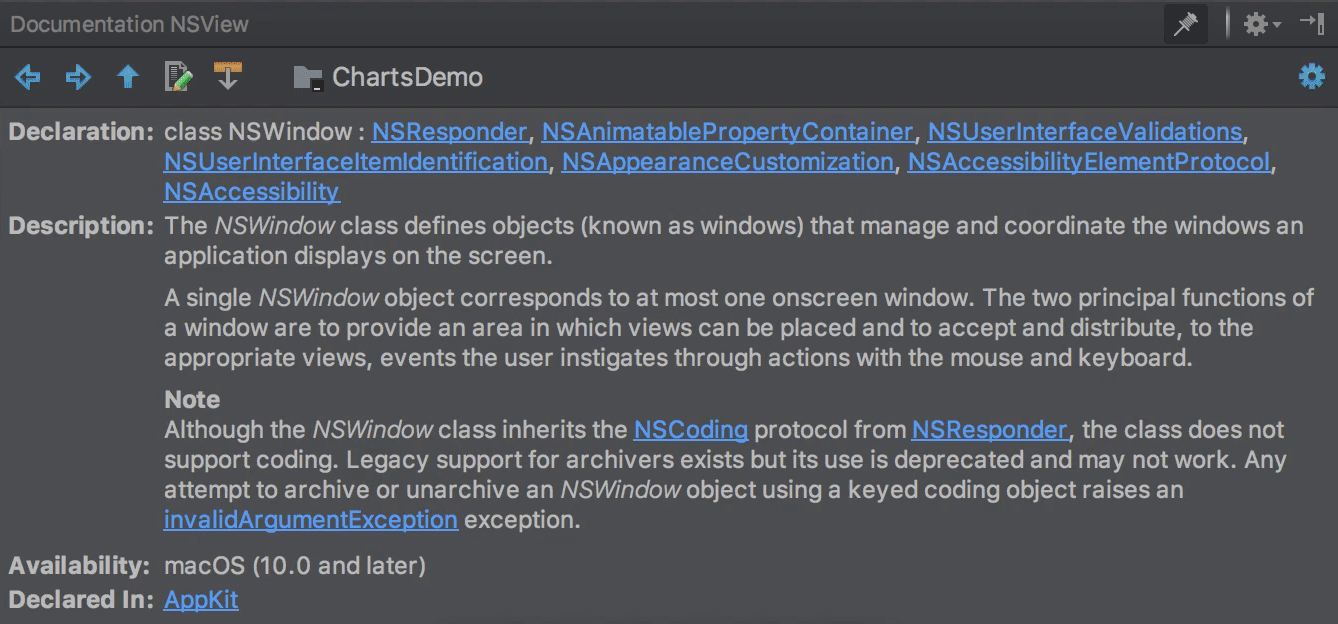 Documentation NSView
ChartsDemo
Declaration: class NSWindow : NSResponder, NSAnimatablePropertyContainer, NSUserInterfaceValidations,
NSUserInterfaceItemIdentification, NSAppearanceCustomization, NSAccessibilityElementProtocol,
NSAccessibility
Description: The NSWindow class defines objects (known as windows) that manage and coordinate the windows an
application displays on the screen.
A single NSWindow object corresponds to at most one onscreen window. The two principal functions of
a window are to provide an area in which views can be placed and to accept and distribute, to the
appropriate views, events the user instigates through actions with the mouse and keyboard.
Note
Although the NSWindow class inherits the NSCoding protocol from NSResponder, the class does not
support coding. Legacy support for archivers exists but its use is deprecated and may not work. Any
attempt to archive or unarchive an NSWindow object using a keyed coding object raises an
invalidArgumentException exception.
Availability: macOS (10.0 and later)
Declared In: AppKit